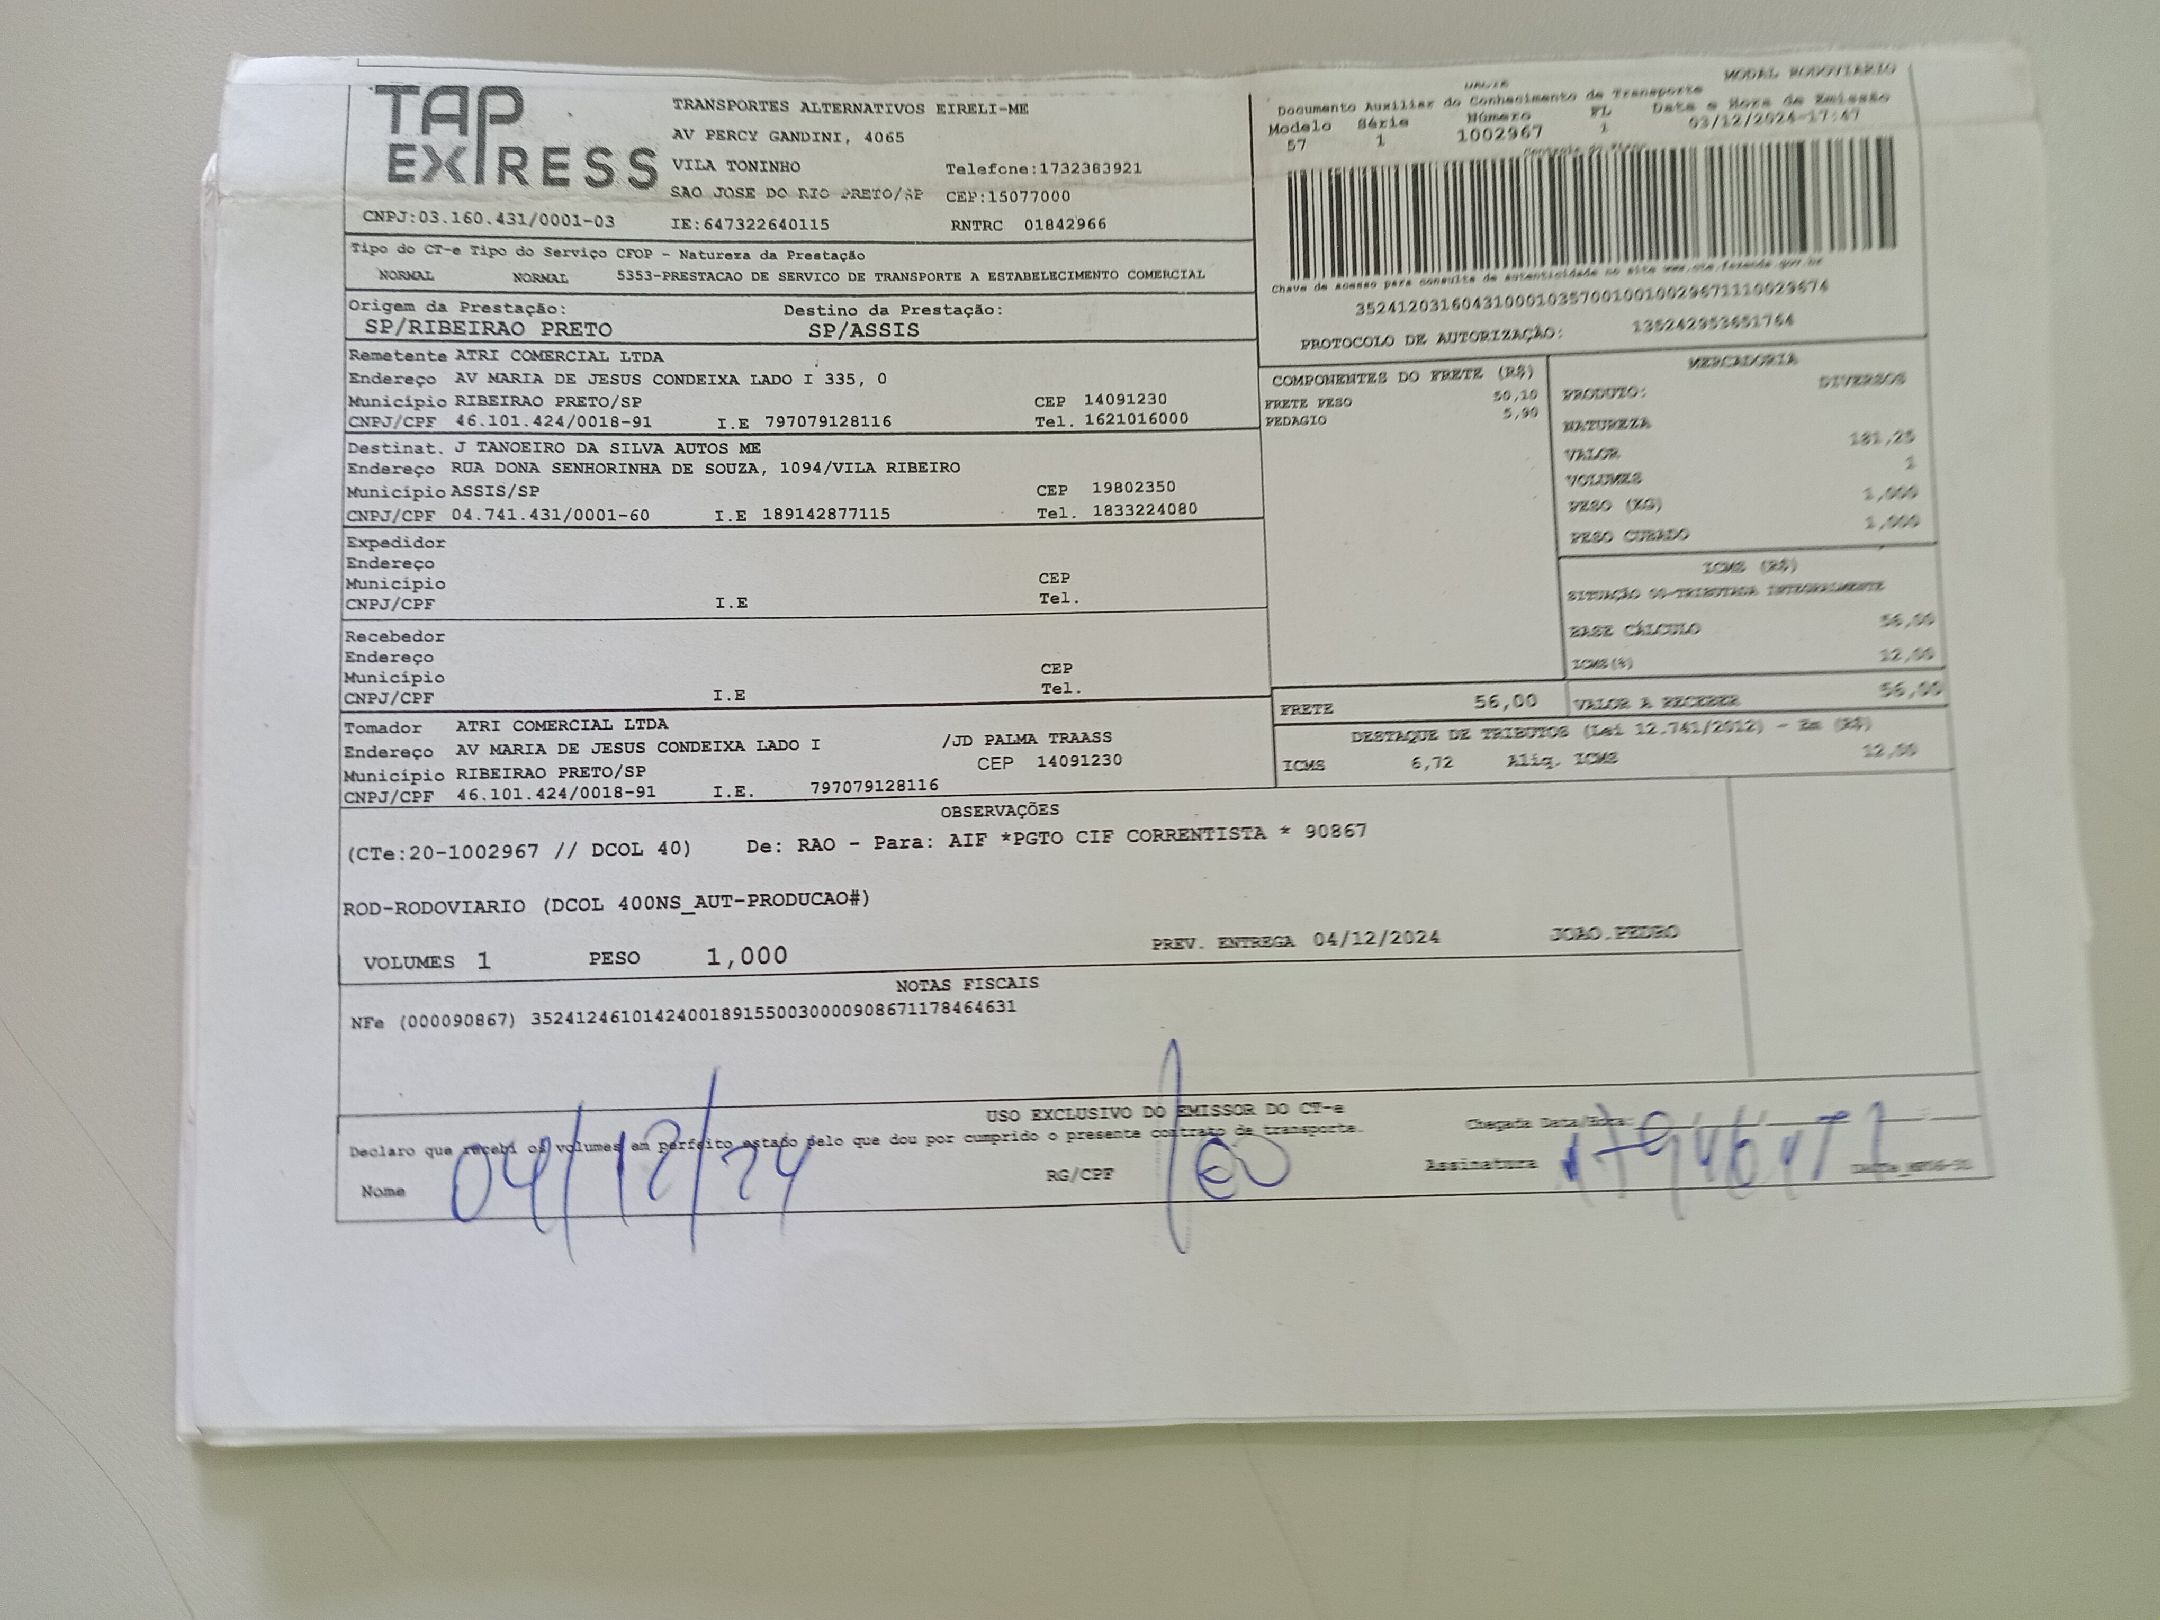 TAP EXPRESS
TRANSPORTES ALTERNATIVOS EIRELI-ME
AV PERCY GANDINI, 4065
VILA TONINHO Telefone:1732383921
SAO JOSE DO RIO PRETO/SP CEP:15077000
CNPJ:03.160.431/0001-03 IE:647322640115 RNTRC 01842966
MODAL RODOVIARIO
DACTE
Documento Auxiliar do Conhecimento de Transporte
Modelo Série Número FL Data e Hora de Emissão
57 1 1002967 1 03/12/2024-17:47
Controle do Fisco
Chave de acesso para consulta de autenticidade no site www.cte.fazenda.gov.br
35241203160431000103570010010029671110029674
PROTOCOLO DE AUTORIZAÇÃO: 135242953651764
Tipo do CT-e Tipo do Serviço CFOP - Natureza da Prestação
NORMAL NORMAL 5353-PRESTACAO DE SERVICO DE TRANSPORTE A ESTABELECIMENTO COMERCIAL
Origem da Prestação: Destino da Prestação:
SP/RIBEIRAO PRETO SP/ASSIS
Remetente ATRI COMERCIAL LTDA
Endereço AV MARIA DE JESUS CONDEIXA LADO I 335, 0
Município RIBEIRAO PRETO/SP CEP 14091230
CNPJ/CPF 46.101.424/0018-91 I.E 797079128116 Tel. 1621016000
Destinat. J TANOEIRO DA SILVA AUTOS ME
Endereço RUA DONA SENHORINHA DE SOUZA, 1094/VILA RIBEIRO
Município ASSIS/SP CEP 19802350
CNPJ/CPF 04.741.431/0001-60 I.E 189142877115 Tel. 1833224080
Expedidor
Endereço
Município CEP
CNPJ/CPF I.E Tel.
Recebedor
Endereço
Município CEP
CNPJ/CPF I.E Tel.
Tomador ATRI COMERCIAL LTDA
Endereço AV MARIA DE JESUS CONDEIXA LADO I /JD PALMA TRAASS
Município RIBEIRAO PRETO/SP CEP 14091230
CNPJ/CPF 46.101.424/0018-91 I.E. 797079128116
COMPONENTES DO FRETE (R$)
FRETE PESO 50,10
PEDAGIO 5,90
MERCADORIA
PRODUTO: DIVERSOS
NATUREZA
VALOR 181,25
VOLUMES 1
PESO (KG) 1,000
PESO CUBADO 1,000
ICMS (R$)
SITUAÇÃO 00-TRIBUTADA INTEGRALMENTE
BASE CÁLCULO 56,00
ICMS(%) 12,00
FRETE 56,00 VALOR A RECEBER 56,00
DESTAQUE DE TRIBUTOS (Lei 12.741/2012) - Em (R$)
ICMS 6,72 Aliq. ICMS 12,00
OBSERVAÇÕES
(CTe:20-1002967 // DCOL 40) De: RAO - Para: AIF *PGTO CIF CORRENTISTA * 90867
ROD-RODOVIARIO (DCOL 400NS_AUT-PRODUCAO#)
VOLUMES 1 PESO 1,000 PREV. ENTREGA 04/12/2024 JOAO.PEDRO
NOTAS FISCAIS
NFe (000090867) 35241246101424001891550030000908671178464631
USO EXCLUSIVO DO EMISSOR DO CT-e
Declaro que recebi os volumes em perfeito estado pelo que dou por cumprido o presente contrato de transporte. Chegada Data/Hora:
Nome 04/12/24 RG/CPF Assinatura